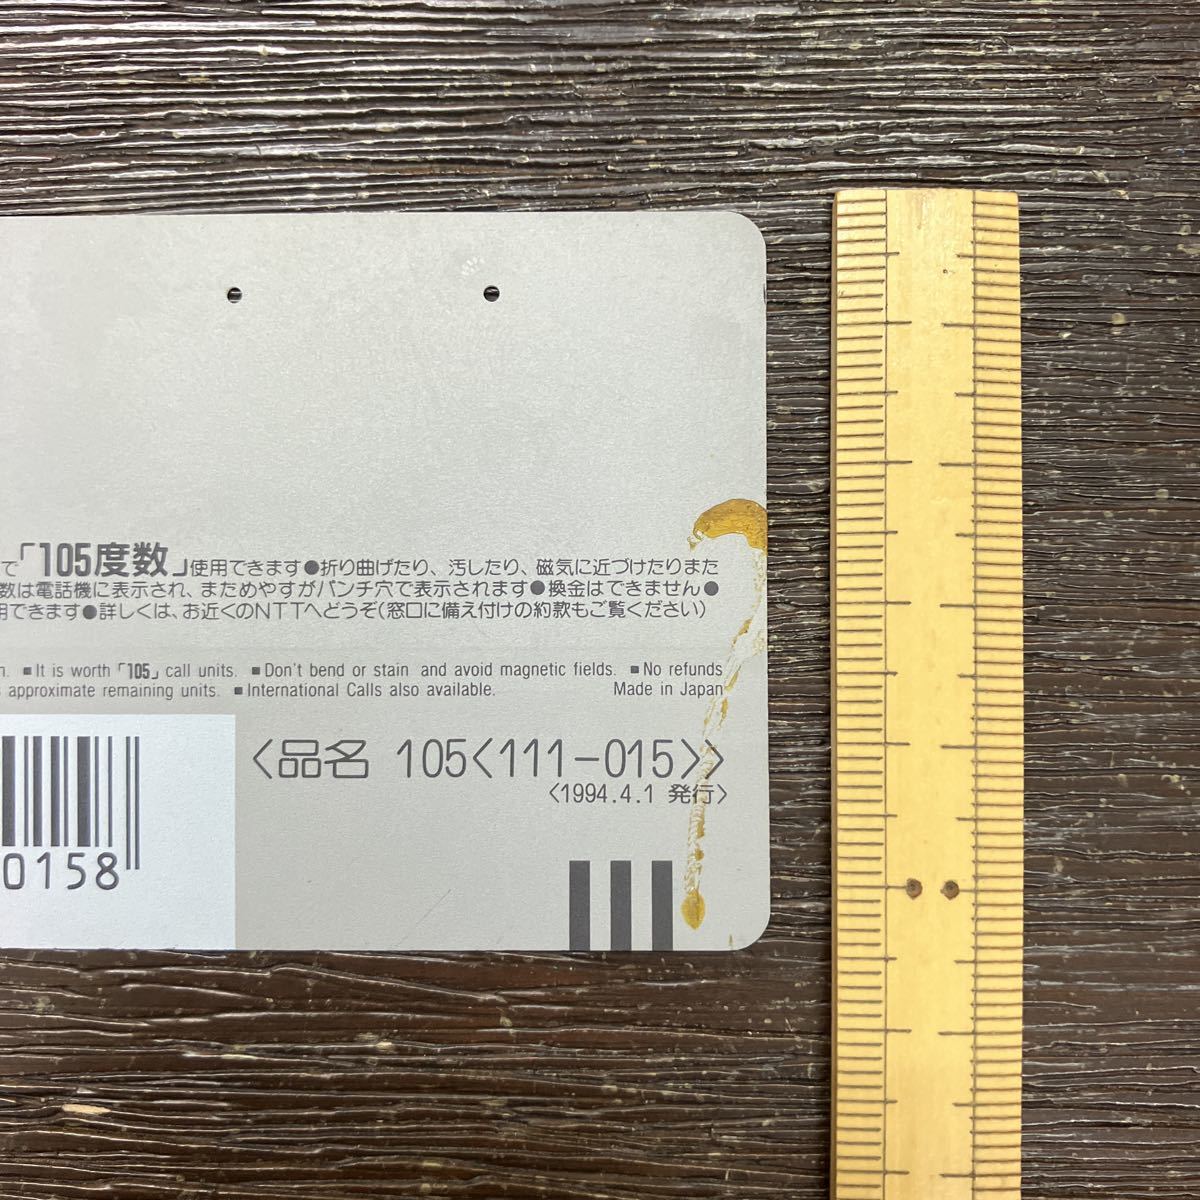 で「105度数」使用できます●折り曲げたり、汚したり、磁気に近づけたりまた
数は電話機に表示され、まためやすがパンチ穴で表示されます●換金はできません●
用できます●詳しくは、お近くのNTTへどうぞ(窓口に備え付けの約款もご覧ください)
n. ■It is worth「105」call units. ■Don't bend or stain and avoid magnetic fields. ■No refunds
s approximate remaining units. ■International Calls also available. Made in Japan
<品名 105<111-015>>
<1994.4.1 発行>
0158